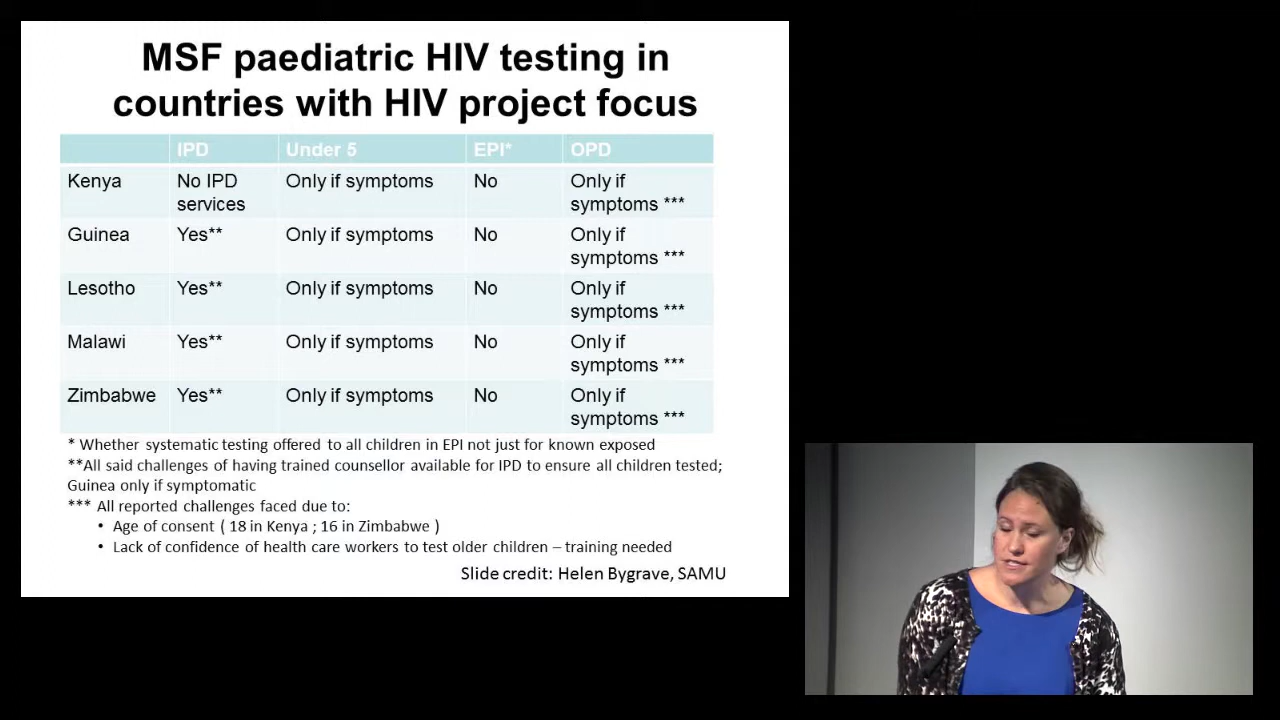 MSF paediatric HIV testing in
countries with HIV project focus
IPD Under 5 EPI* OPD
Kenya No IPD services Only if symptoms No Only if symptoms ***
Guinea Yes** Only if symptoms No Only if symptoms ***
Lesotho Yes** Only if symptoms No Only if symptoms ***
Malawi Yes** Only if symptoms No Only if symptoms ***
Zimbabwe Yes** Only if symptoms No Only if symptoms ***
* Whether systematic testing offered to all children in EPI not just for known exposed
**All said challenges of having trained counsellor available for IPD to ensure all children tested;
Guinea only if symptomatic
*** All reported challenges faced due to:
• Age of consent ( 18 in Kenya ; 16 in Zimbabwe )
• Lack of confidence of health care workers to test older children – training needed
Slide credit: Helen Bygrave, SAMU